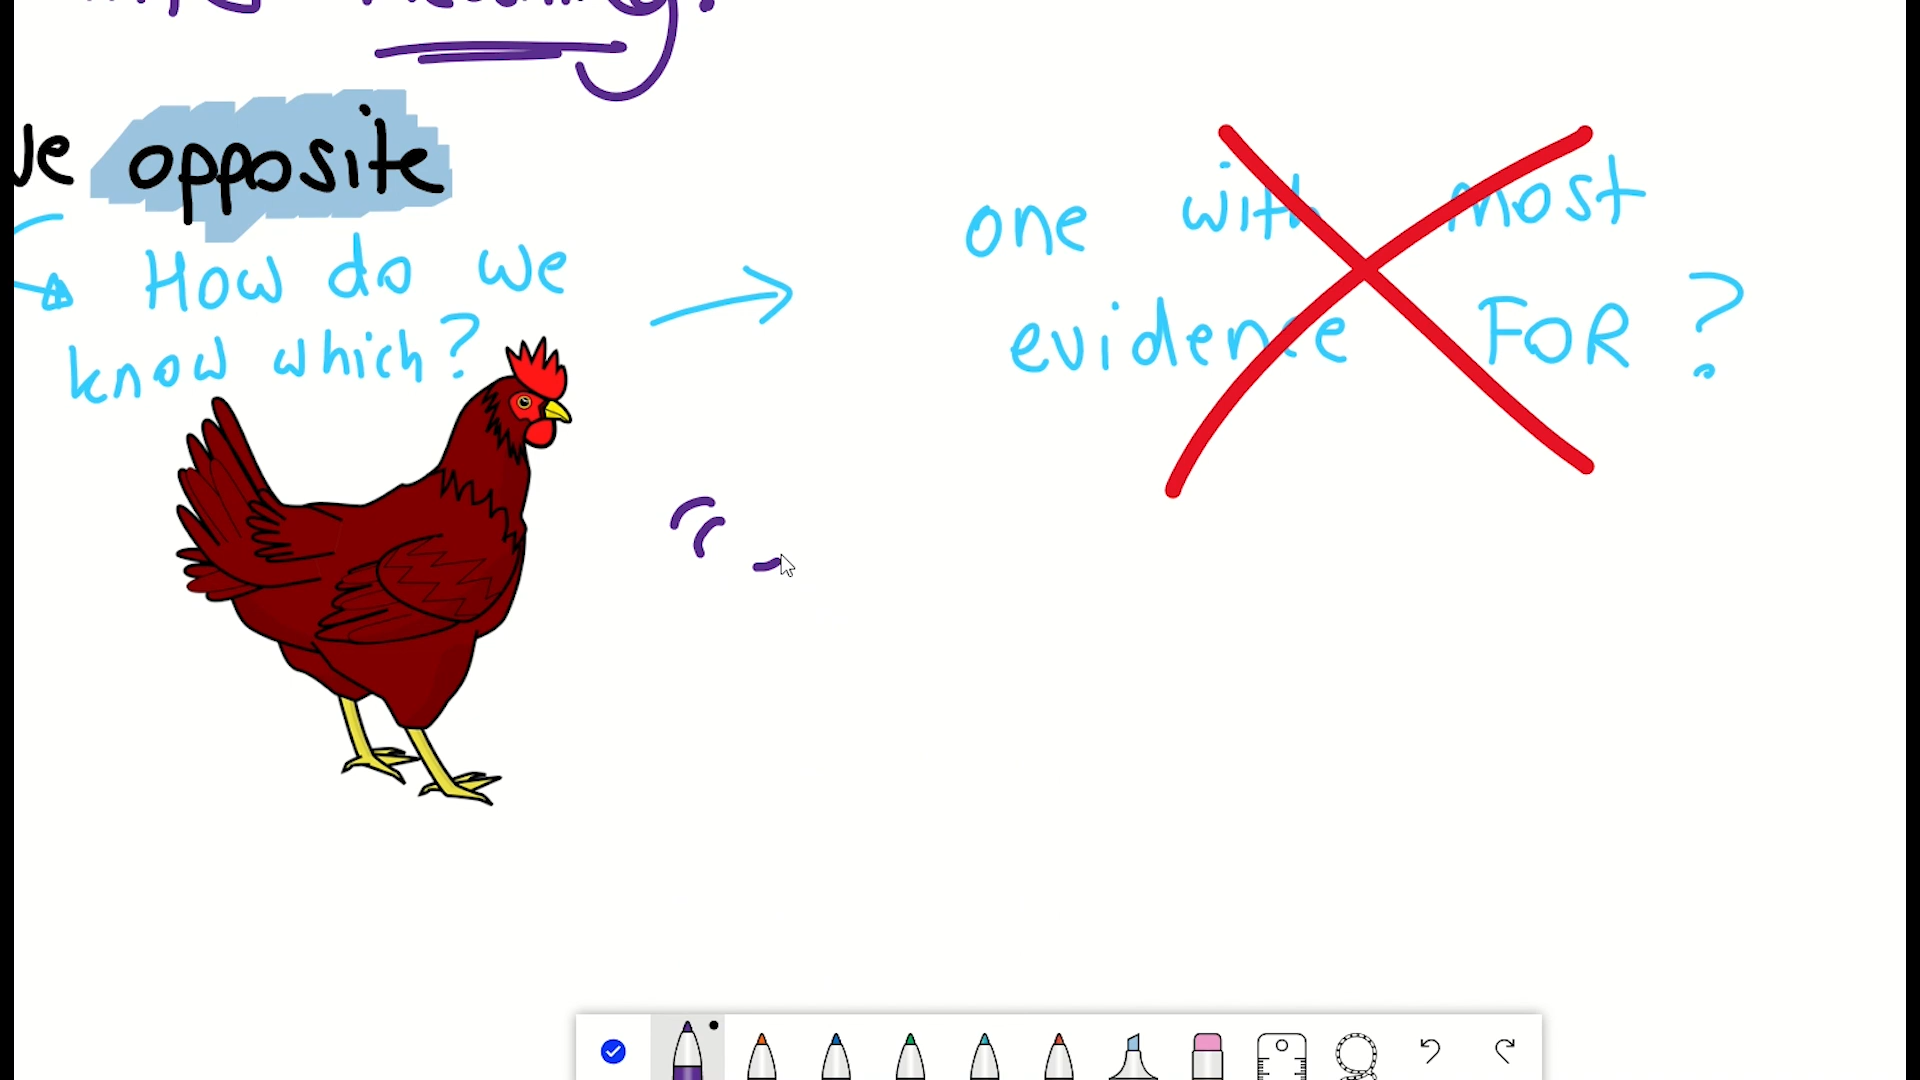 opposite
How do we
know which?
one with most
evidence FOR ?